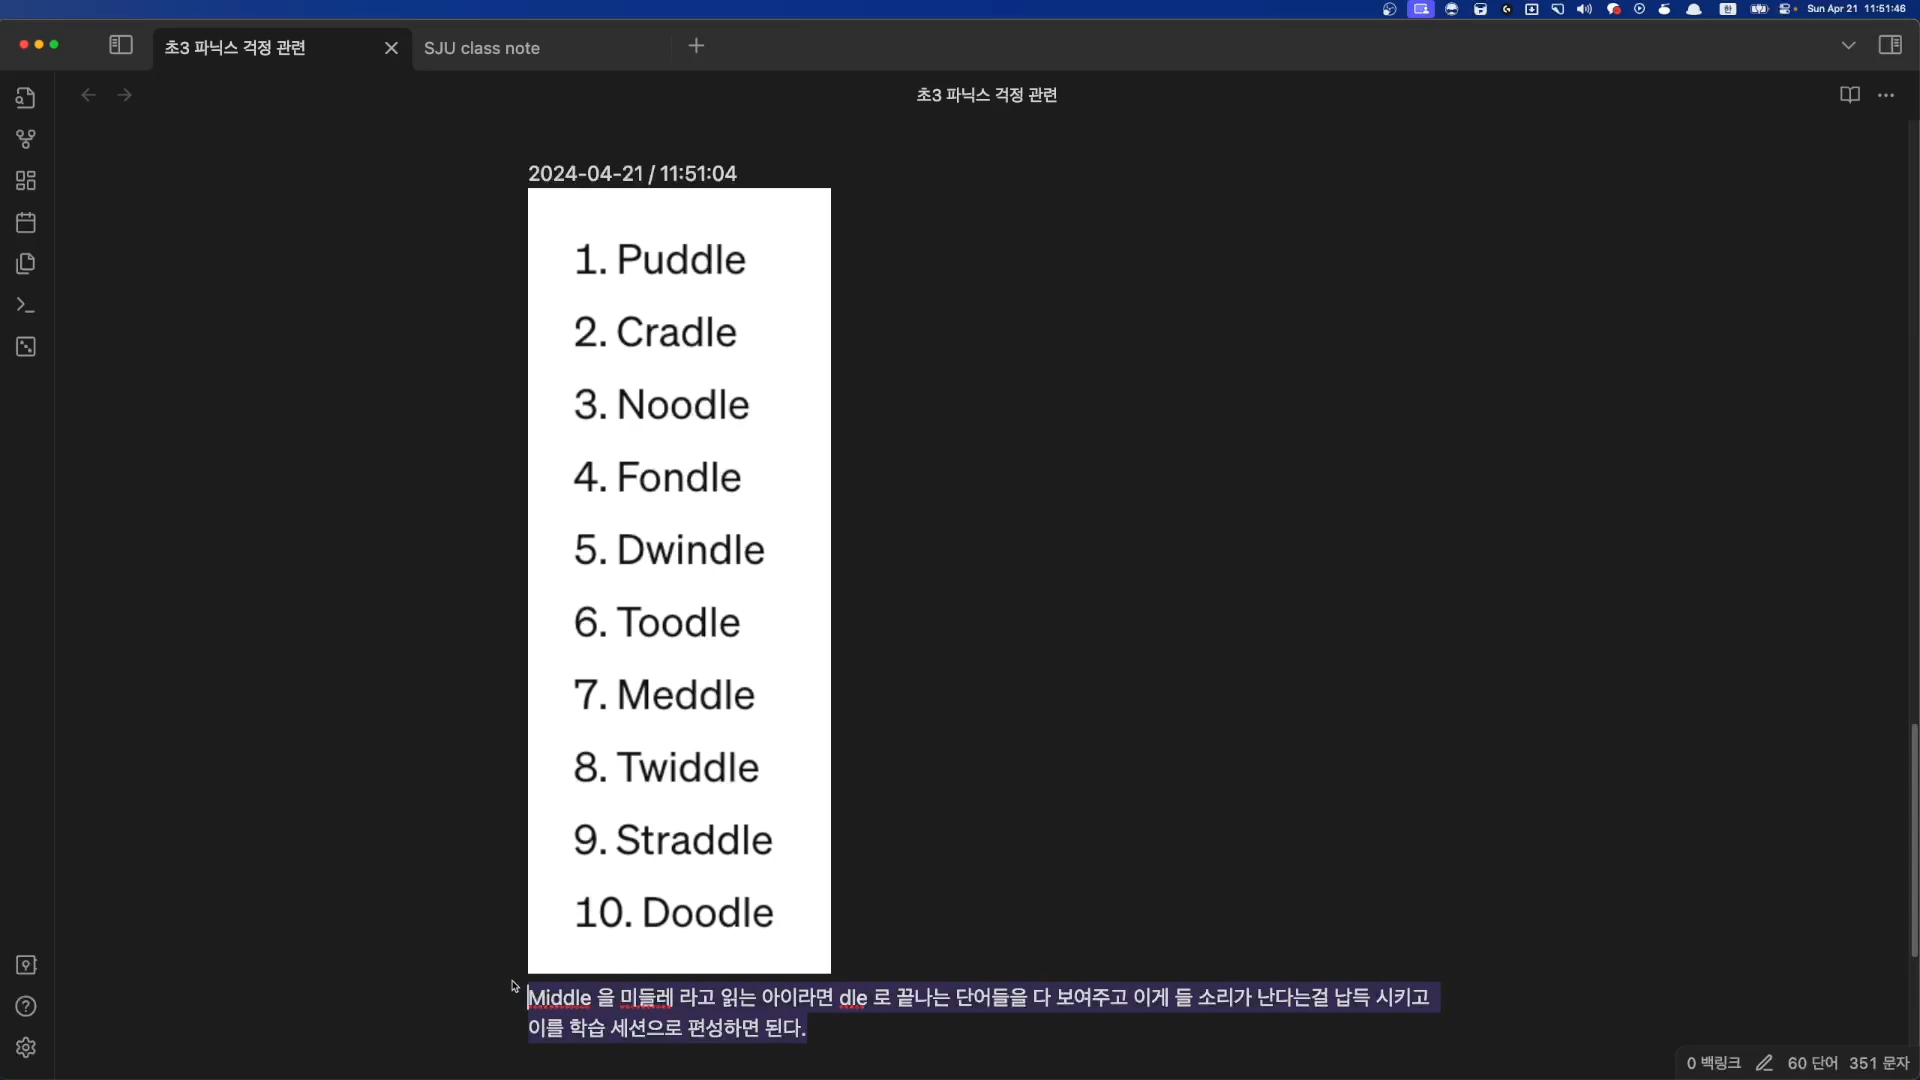 Sun Apr 21 11:51:46
초3 파닉스 걱정 관련
SJU class note
초3 파닉스 걱정 관련
2024-04-21 / 11:51:04
1. Puddle
2. Cradle
3. Noodle
4. Fondle
5. Dwindle
6. Toodle
7. Meddle
8. Twiddle
9. Straddle
10. Doodle
Middle 을 미들레 라고 읽는 아이라면 dle 로 끝나는 단어들을 다 보여주고 이게 들 소리가 난다는걸 납득 시키고
이를 학습 세션으로 편성하면 된다.
0 백링크 60 단어 351 문자